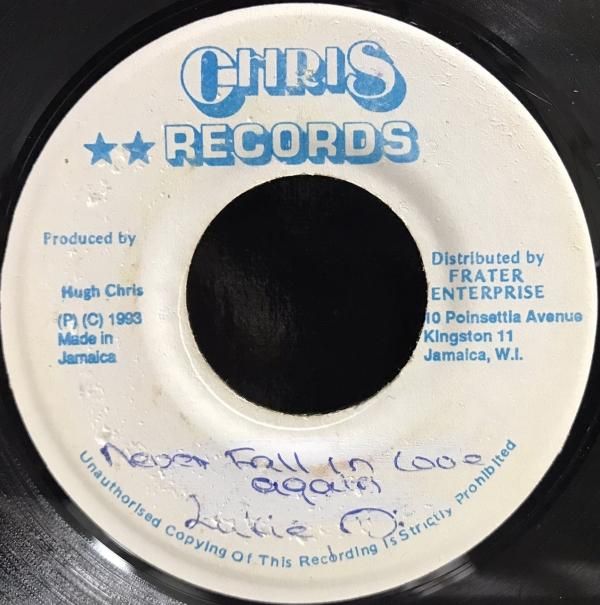 CHRIS
★★ RECORDS
Produced by
Hugh Chris
(P) (C) 1993
Made in
Jamaica
Distributed by
FRATER
ENTERPRISE
10 Poinsettia Avenue
Kingston 11
Jamaica, W.I.
Never Fall in Love
again
Unauthorised Copying Of This Recording Is Strictly Prohibited